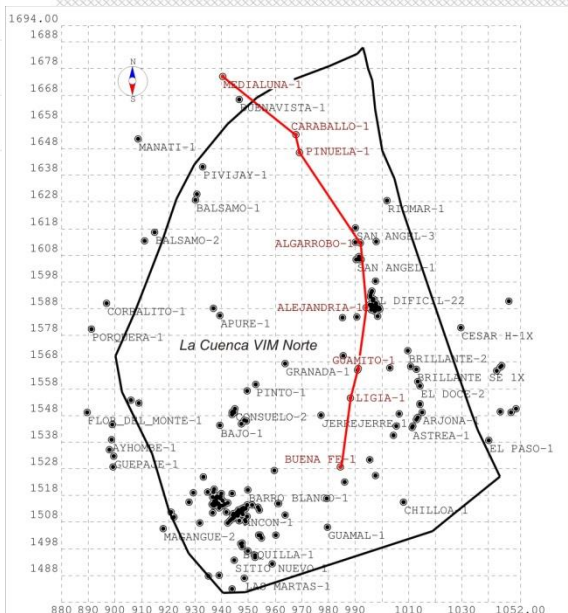 1694.00
1688
1678
N
S
MEDIALUNA-1
1668
BUENAVISTA-1
1658
CARABALLO-1
1648
MANATI-1
PINUELA-1
1638
PIVIJAY-1
1628
BALSAMO-1
RIOMAR-1
1618
SAN ANGEL-3
BALSAMO-2
ALGARROBO-1
1608
SAN ANGEL-1
1598
CORRALITO-1
ALEJANDRIA-1
EL DIFICIL-22
1588
APURE-1
1578
PORQUERA-1
CESAR H-1X
La Cuenca VIM Norte
1568
GUAMITO-1
BRILLANTE-2
GRANADA-1
BRILLANTE SE 1X
1558
PINTO-1
LIGIA-1
EL DOCE-2
1548
FLOS_DEL_MONTE-1
CONSUELO-2
JERREJERRE-1
ARJONA-1
BAJO-1
ASTREA-1
1538
AYHOMBE-1
EL PASO-1
GUEPAJE-1
BUENA FE-1
1528
1518
BARRO BLANCO-1
CHILLOA-1
1508
RINCON-1
MAGANGUE-2
GUAMAL-1
1498
BOQUILLA-1
SITIO NUEVO-1
1488
LAS MARTAS-1
880 890 900 910 920 930 940 950 960 970 980 990 1010 1030 1052.00